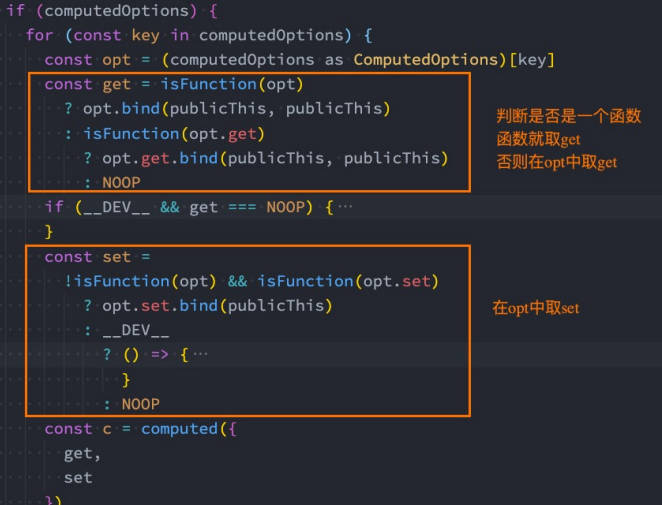 if (computedOptions) {
for (const key in computedOptions) {
const opt = (computedOptions as ComputedOptions)[key]
const get = isFunction(opt)
? opt.bind(publicThis, publicThis)
: isFunction(opt.get)
? opt.get.bind(publicThis, publicThis)
: NOOP
判断是否是一个函数
函数就取get
否则在opt中取get
if (__DEV__ && get === NOOP) { …
}
const set =
!isFunction(opt) && isFunction(opt.set)
? opt.set.bind(publicThis)
: __DEV__
? () => { …
}
: NOOP
在opt中取set
const c = computed({
get,
set
})